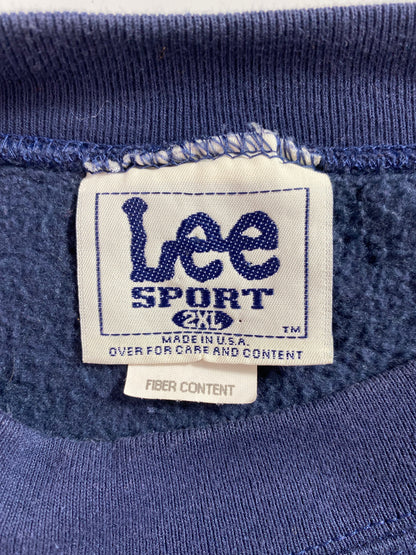 Lee
SPORT
2XL
TM
MADE IN U.S.A.
OVER FOR CARE AND CONTENT
FIBER CONTENT